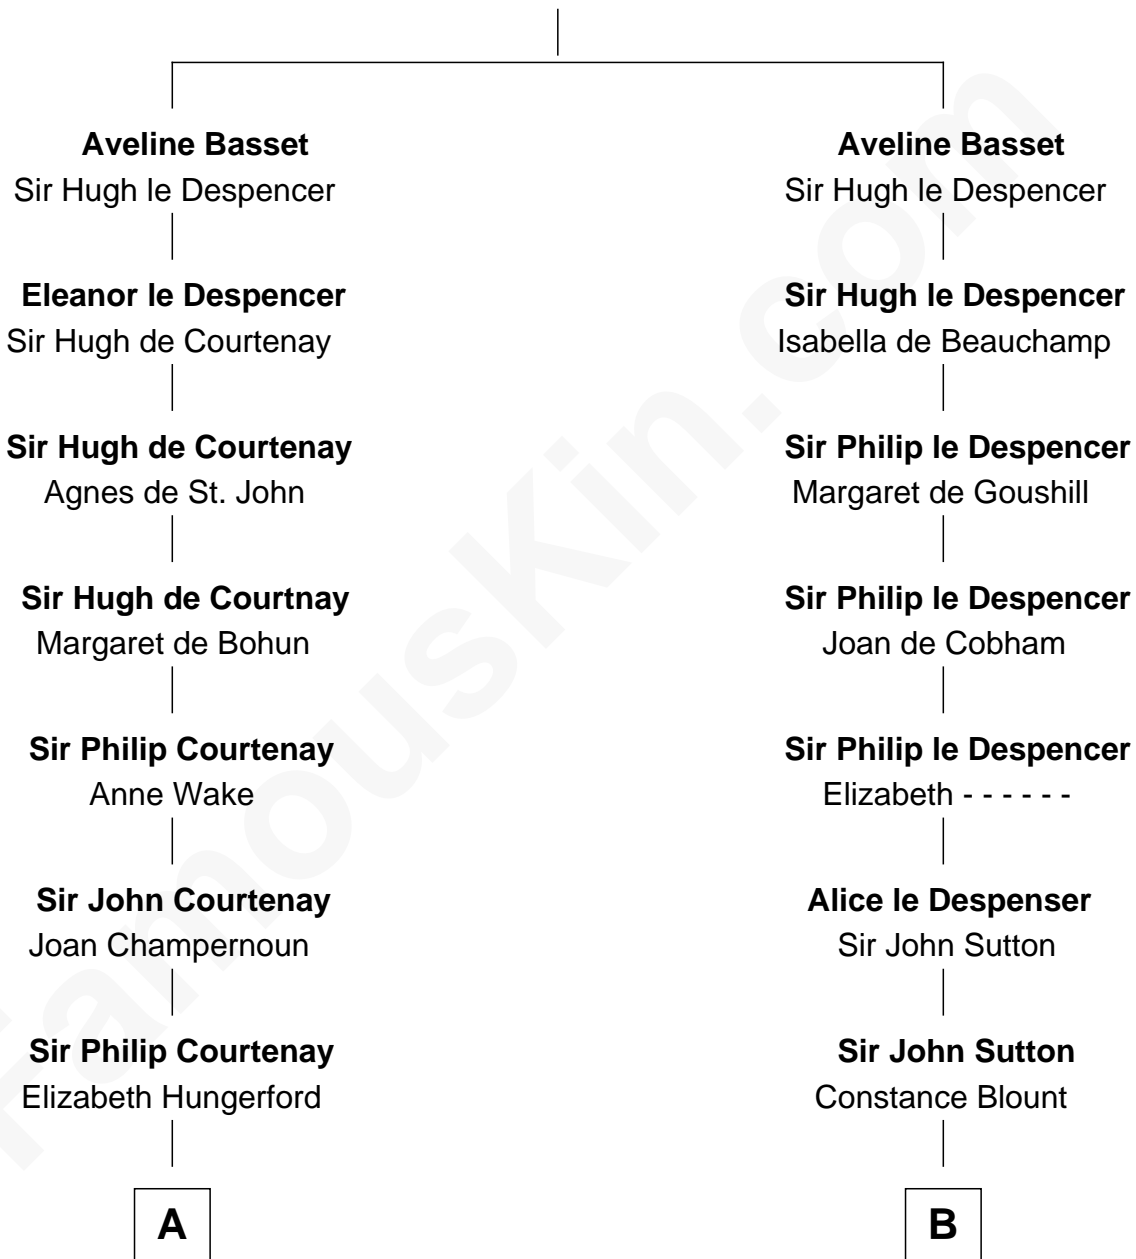 Aveline Basset
Sir Hugh le Despencer
Eleanor le Despencer
Sir Hugh de Courtenay
Sir Hugh de Courtenay
Agnes de St. John
Sir Hugh de Courtnay
Margaret de Bohun
Sir Philip Courtenay
Anne Wake
Sir John Courtenay
Joan Champernoun
Sir Philip Courtenay
Elizabeth Hungerford
A
Aveline Basset
Sir Hugh le Despencer
Sir Hugh le Despencer
Isabella de Beauchamp
Sir Philip le Despencer
Margaret de Goushill
Sir Philip le Despencer
Joan de Cobham
Sir Philip le Despencer
Elizabeth - - - - - -
Alice le Despenser
Sir John Sutton
Sir John Sutton
Constance Blount
B
FamousKin.com